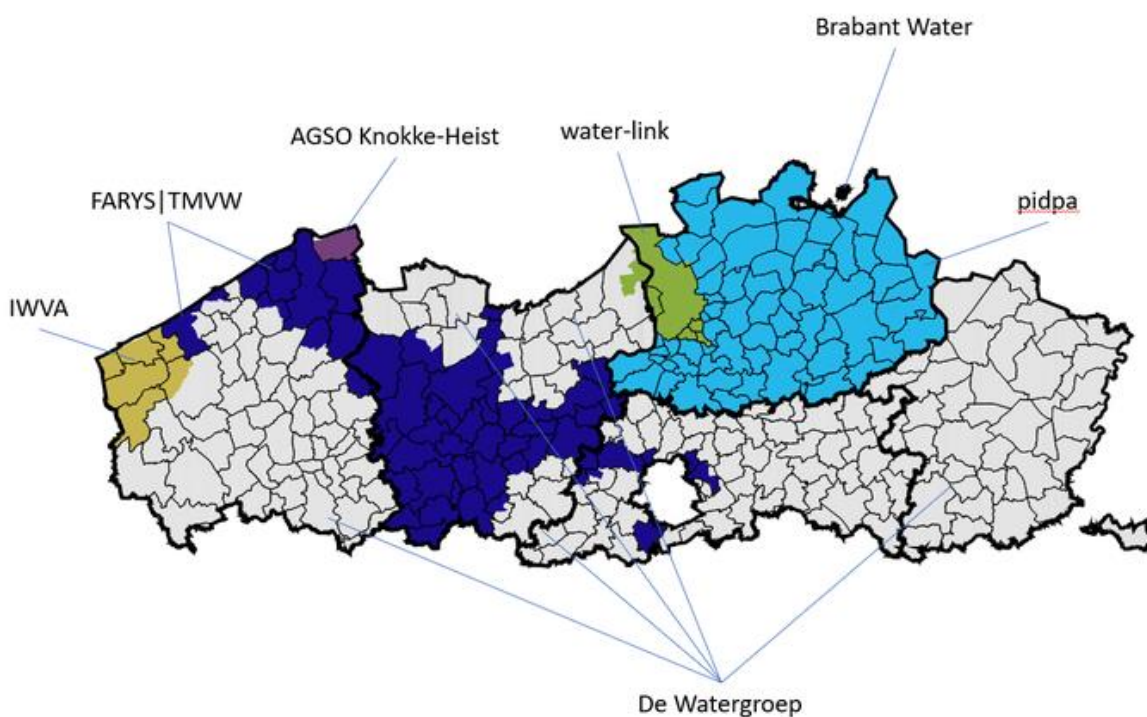 Brabant Water
AGSO Knokke-Heist
water-link
FARYS|TMVW
pidpa
IWVA
De Watergroep